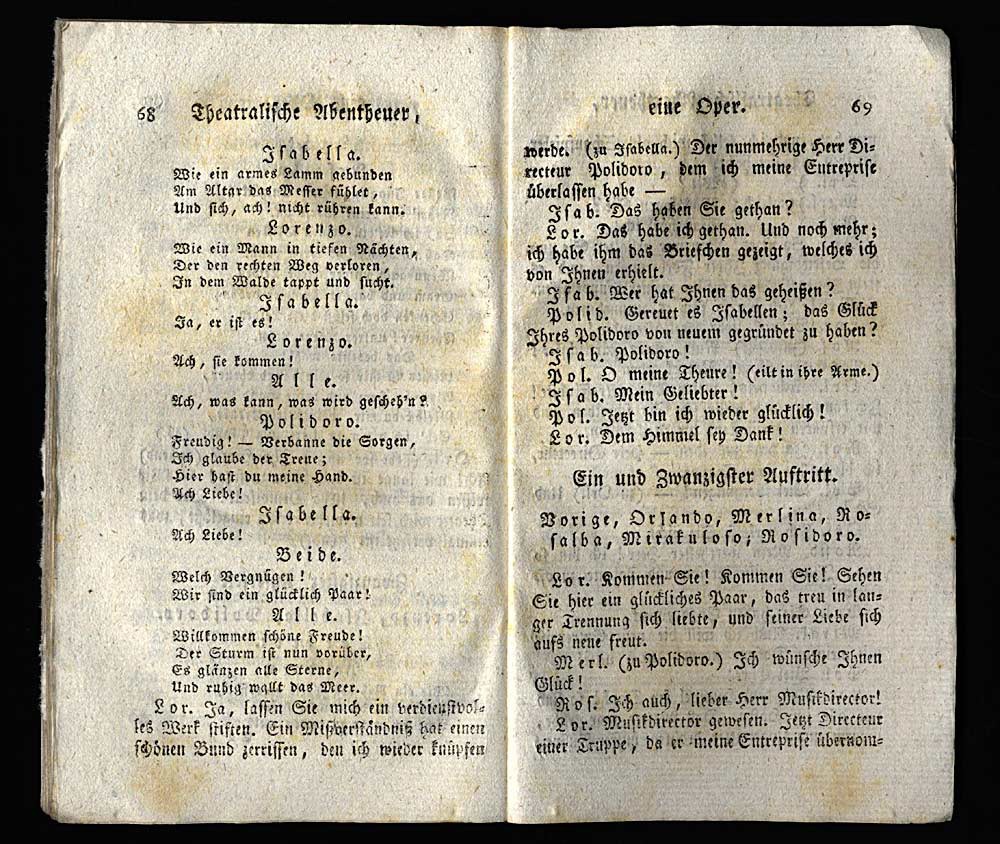 68 Theatralische Abentheuer,
Isabella.
Wie ein armes Lamm gebunden
Am Altar das Messer fühlet,
Und sich, ach! nicht rühren kann.
Lorenzo.
Wie ein Mann in tiefen Nächten,
Der den rechten Weg verloren,
In dem Walde tappt und sucht.
Isabella.
Ja, er ist es!
Lorenzo.
Ach, sie kommen!
Alle.
Ach, was kann, was wird gescheh'n?
Polidoro.
Freudig! — Verbanne die Sorgen,
Ich glaube der Treue;
Hier hast du meine Hand.
Ach Liebe!
Isabella.
Ach Liebe!
Beide.
Welch Vergnügen!
Wir sind ein glücklich Paar!
Alle.
Willkommen schöne Freude!
Der Sturm ist nun vorüber,
Es glänzen alle Sterne,
Und ruhig wallt das Meer.
Lor. Ja, lassen Sie mich ein verdienstvol-
les Werk stiften. Ein Mißverständniß hat einen
schönen Bund zerrissen, den ich wieder knüpfen
eine Oper. 69
werde. (zu Isabella.) Der nunmehrige Herr Di-
recteur Polidoro, dem ich meine Entreprise
überlassen habe —
Isab. Das haben Sie gethan?
Lor. Das habe ich gethan. Und noch mehr;
ich habe ihm das Briefchen gezeigt, welches ich
von Ihnen erhielt.
Isab. Wer hat Ihnen das geheißen?
Polid. Gereuet es Isabellen; das Glück
Ihres Polidoro von neuem gegründet zu haben?
Isab. Polidoro!
Pol. O meine Theure! (eilt in ihre Arme.)
Isab. Mein Geliebter!
Pol. Jetzt bin ich wieder glücklich!
Lor. Dem Himmel sey Dank!
Ein und Zwanzigster Auftritt.
Vorige, Orlando, Merlina, Ro-
salba, Mirakuloso, Rosidoro.
Lor. Kommen Sie! Kommen Sie! Sehen
Sie hier ein glückliches Paar, das treu in lan-
ger Trennung sich liebte, und seiner Liebe sich
aufs neue freut.
Merl. (zu Polidoro.) Ich wünsche Ihnen
Glück!
Ros. Ich auch, lieber Herr Musikdirector!
Lor. Musikdirector gewesen. Jetzt Directeur
einer Truppe, da er meine Entreprise übernom-